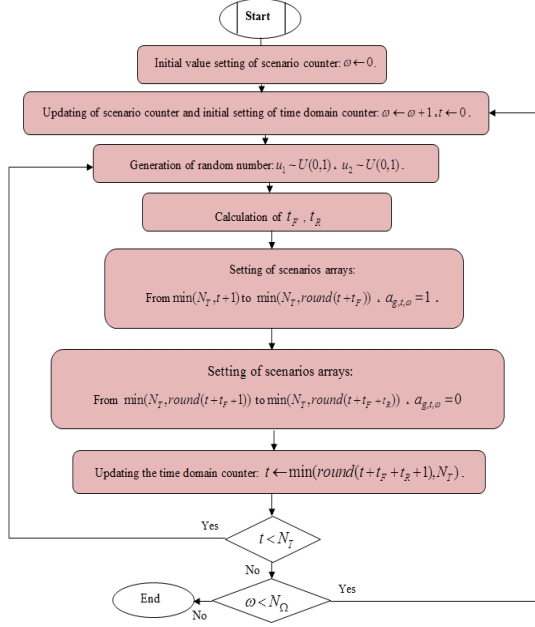 Start
Initial value setting of scenario counter: ω ← 0.
Updating of scenario counter and initial setting of time domain counter: ω ← ω + 1, t ← 0.
Generation of random number: u₁ ~ U(0,1), u₂ ~ U(0,1).
Calculation of t_F , t_R
Setting of scenarios arrays:
From min(N_T, t+1) to min(N_T, round(t+t_F)) , a_{g,t,ω} = 1 .
Setting of scenarios arrays:
From min(N_T, round(t+t_F+1)) to min(N_T, round(t+t_F+t_R)) , a_{g,t,ω} = 0
Updating the time domain counter: t ← min(round(t+t_F+t_R+1), N_T) .
Yes
t < N_T
No
End
ω < N_Ω
Yes
No